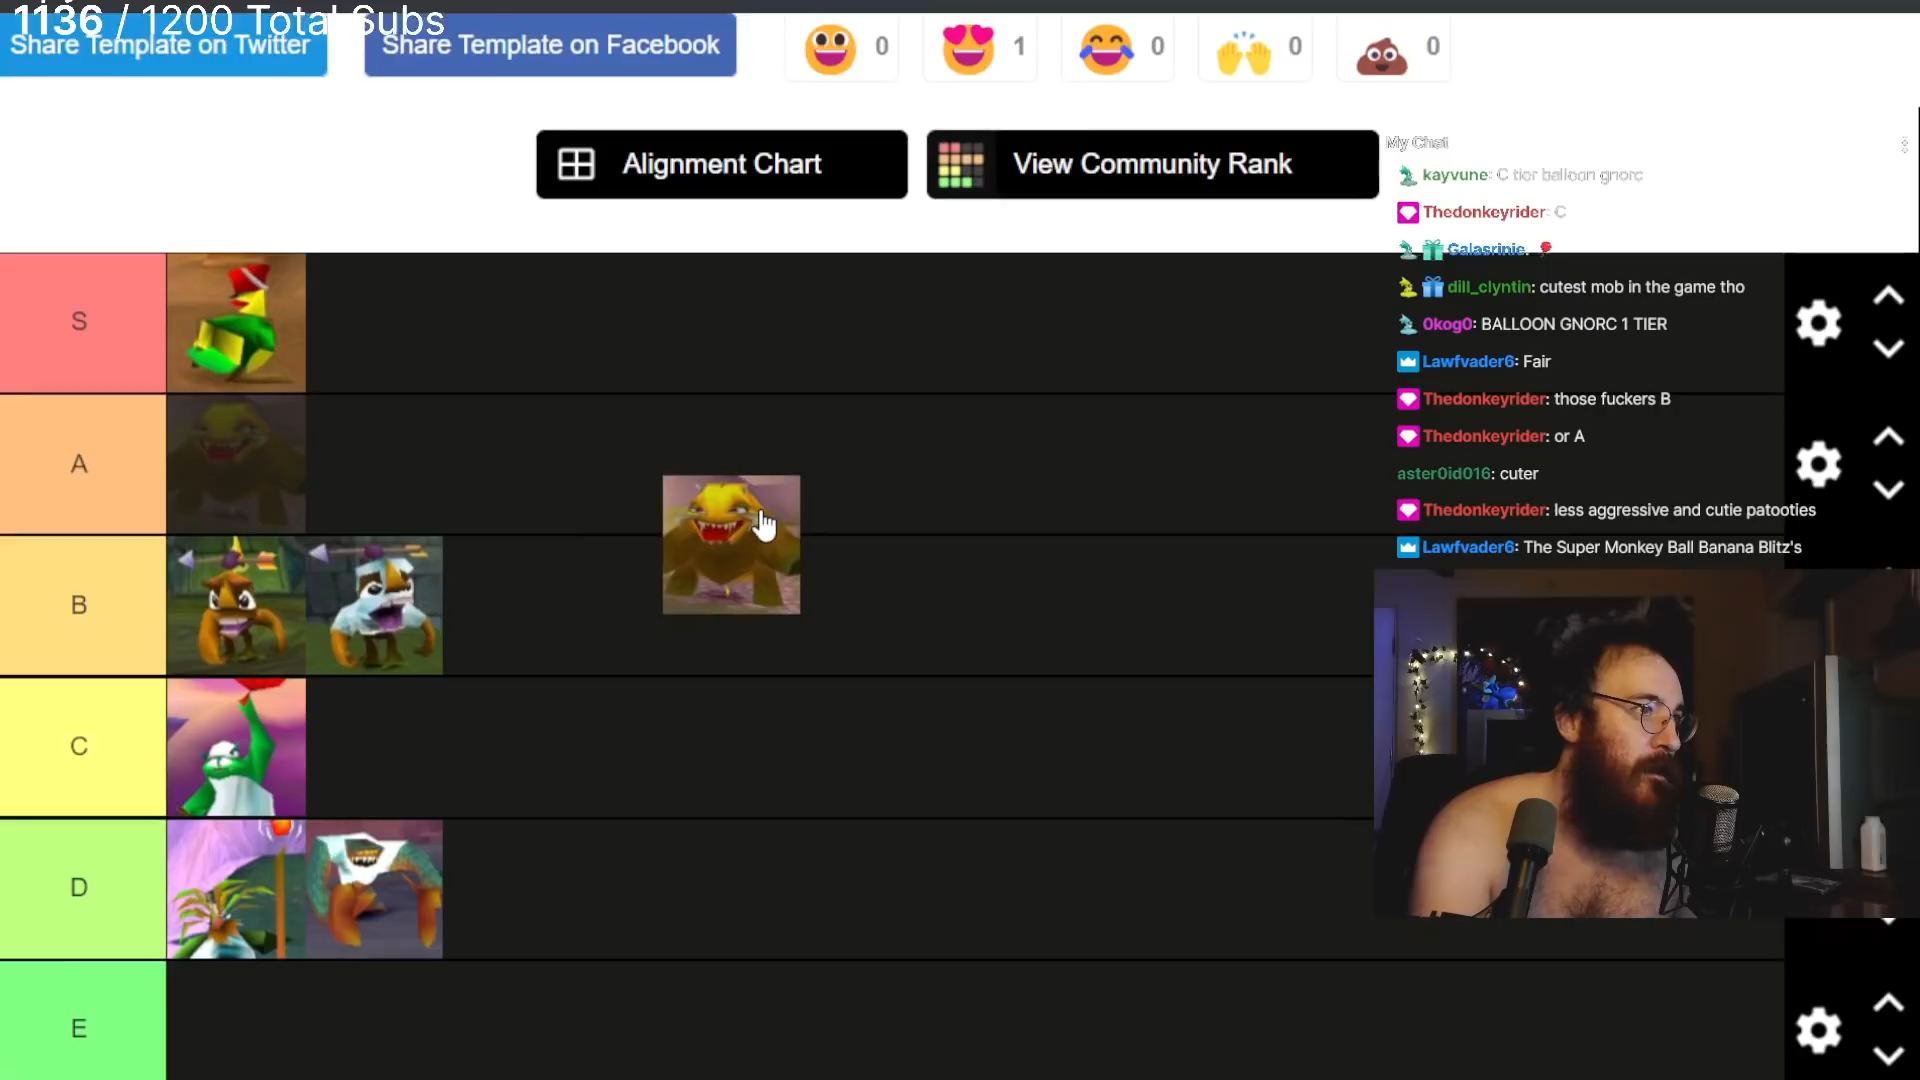 1136 / 1200 Total Subs
Share Template on Twitter
Share Template on Facebook
0
1
0
0
0
Alignment Chart
View Community Rank
My Chat
kayvune: C tier balloon gnorc
Thedonkeyrider: C
Galasrinie:
dill_clyntin: cutest mob in the game tho
0kog0: BALLOON GNORC 1 TIER
Lawfvader6: Fair
Thedonkeyrider: those fuckers B
Thedonkeyrider: or A
aster0id016: cuter
Thedonkeyrider: less aggressive and cutie patooties
Lawfvader6: The Super Monkey Ball Banana Blitz's
S
A
B
C
D
E